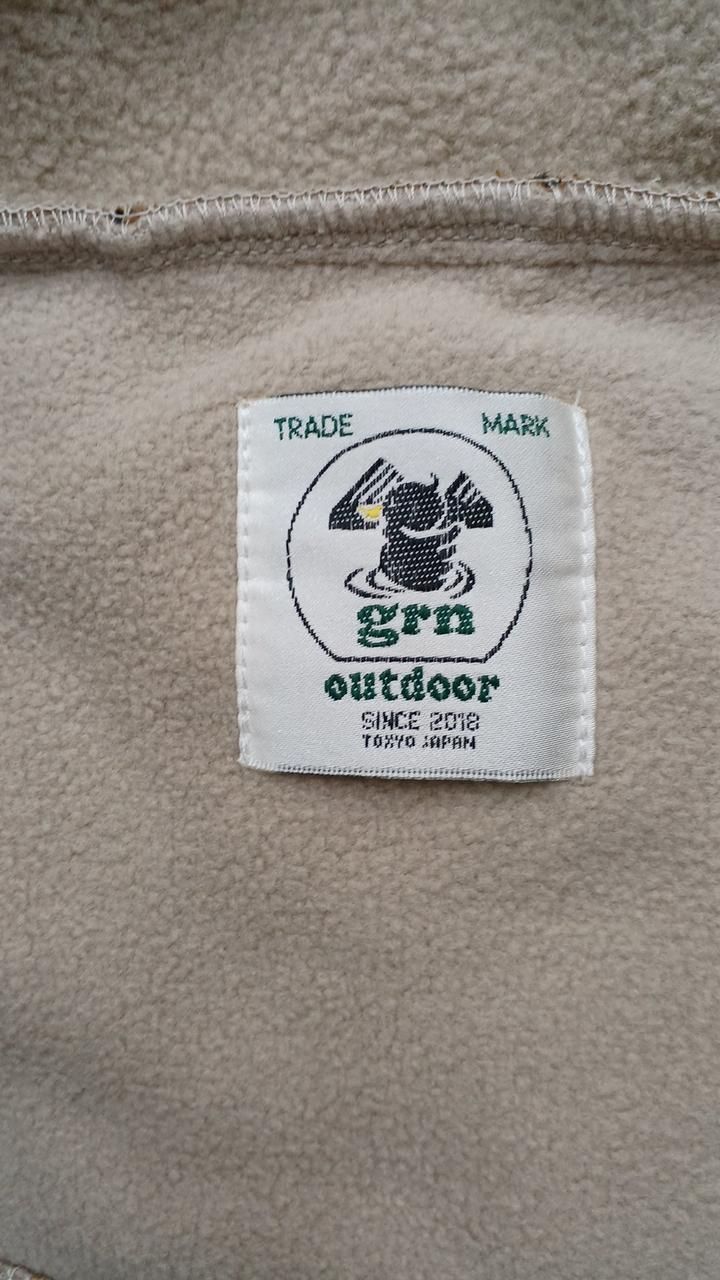 TRADE MARK
grn
outdoor
SINCE 2018
TOKYO JAPAN